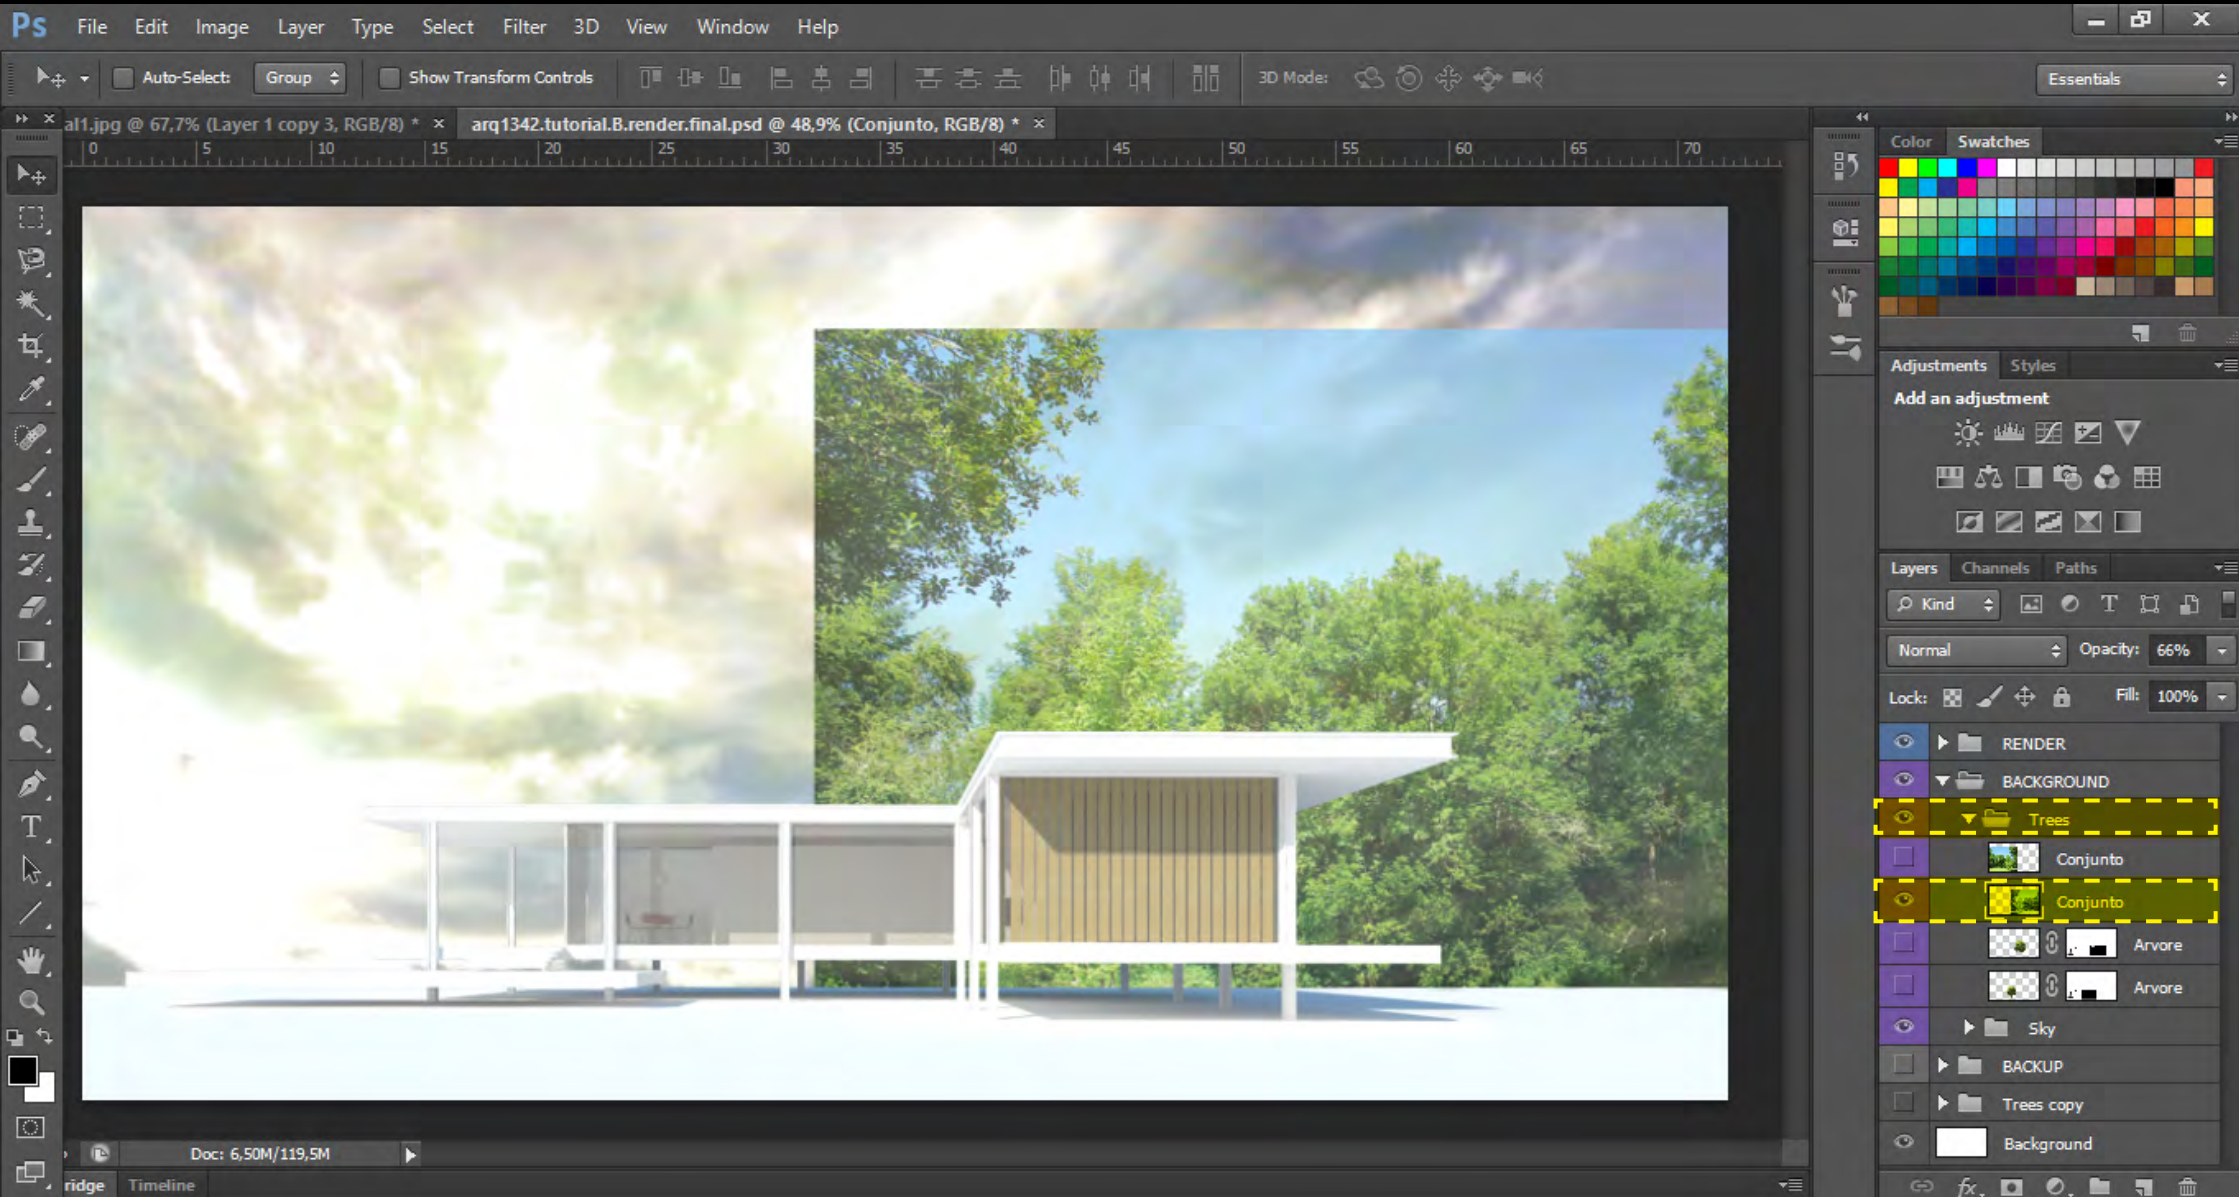 Ps File Edit Image Layer Type Select Filter 3D View Window Help
Auto-Select: Group Show Transform Controls 3D Mode: Essentials
al1.jpg @ 67,7% (Layer 1 copy 3, RGB/8) * × arq1342.tutorial.B.render.final.psd @ 48,9% (Conjunto, RGB/8) * ×
0 5 10 15 20 25 30 35 40 45 50 55 60 65 70
Color Swatches
Adjustments Styles
Add an adjustment
Layers Channels Paths
Kind
Normal Opacity: 66%
Lock: Fill: 100%
RENDER
BACKGROUND
Trees
Conjunto
Conjunto
Arvore
Arvore
Sky
BACKUP
Trees copy
Background
Doc: 6,50M/119,5M
ridge Timeline